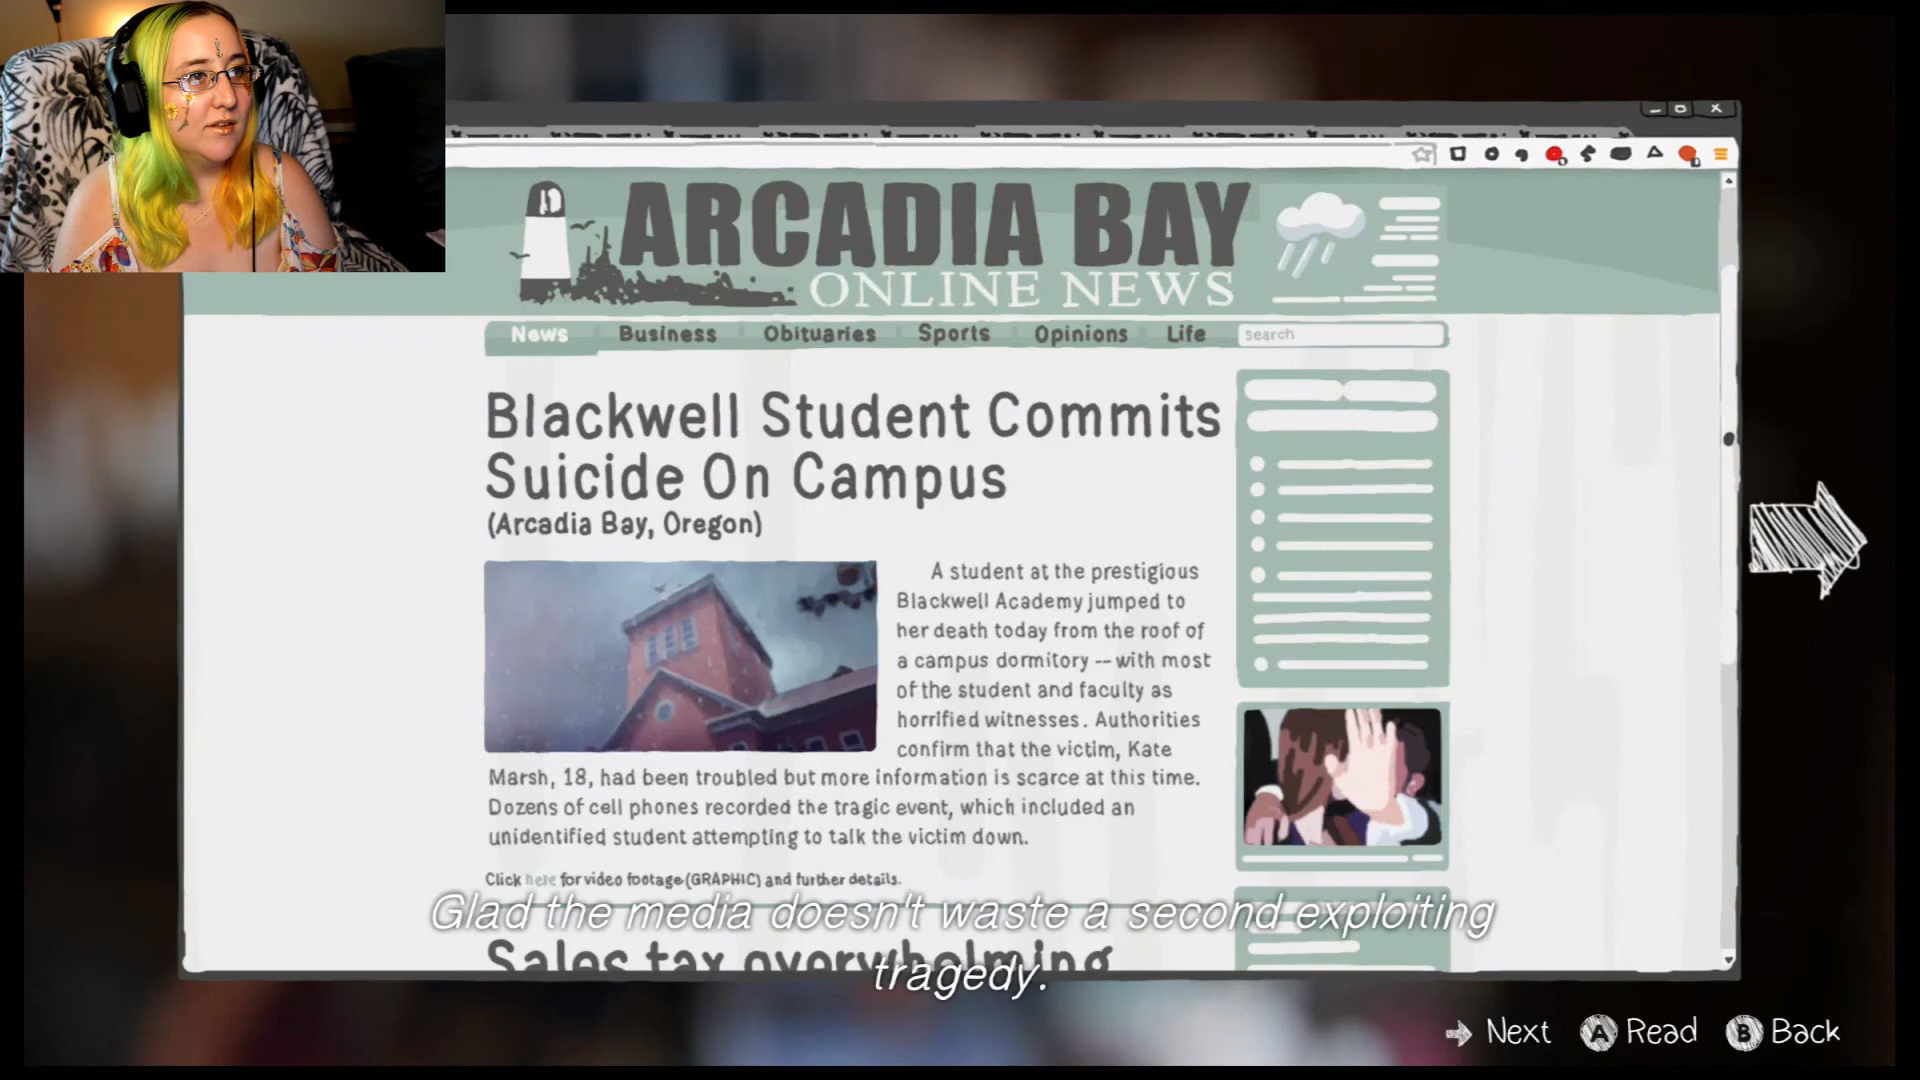 ARCADIA BAY
ONLINE NEWS
News Business Obituaries Sports Opinions Life search
Blackwell Student Commits
Suicide On Campus
(Arcadia Bay, Oregon)
A student at the prestigious
Blackwell Academy jumped to
her death today from the roof of
a campus dormitory -- with most
of the student and faculty as
horrified witnesses. Authorities
confirm that the victim, Kate
Marsh, 18, had been troubled but more information is scarce at this time.
Dozens of cell phones recorded the tragic event, which included an
unidentified student attempting to talk the victim down.
Click here for video footage (GRAPHIC) and further details.
Glad the media doesn't waste a second exploiting
Sales tax overwhelming
tragedy.
Next A Read B Back